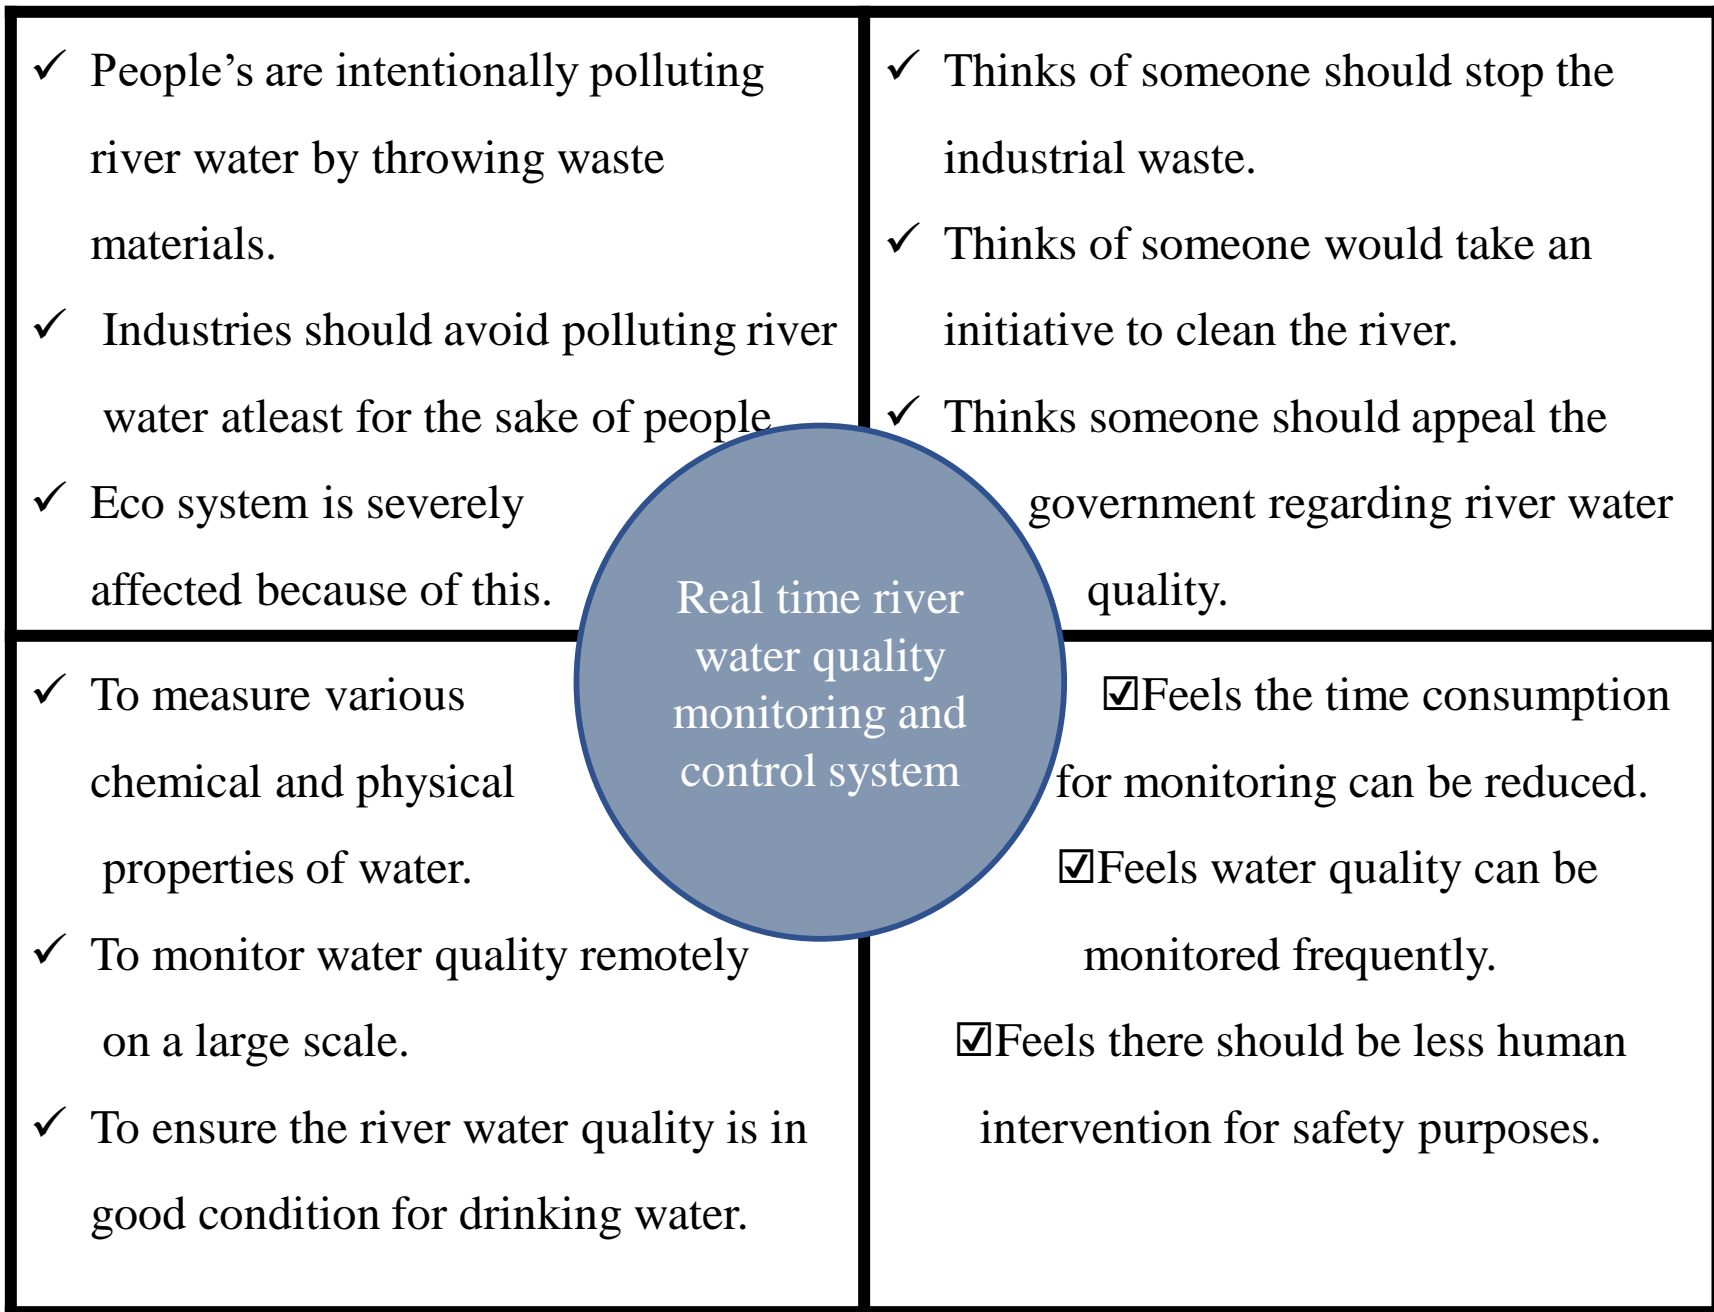 ✓ People’s are intentionally polluting
river water by throwing waste
materials.
✓ Industries should avoid polluting river
water atleast for the sake of people
✓ Eco system is severely
affected because of this.
✓ Thinks of someone should stop the
industrial waste.
✓ Thinks of someone would take an
initiative to clean the river.
✓ Thinks someone should appeal the
government regarding river water
quality.
Real time river
water quality
monitoring and
control system
✓ To measure various
chemical and physical
properties of water.
✓ To monitor water quality remotely
on a large scale.
✓ To ensure the river water quality is in
good condition for drinking water.
☑Feels the time consumption
for monitoring can be reduced.
☑Feels water quality can be
monitored frequently.
☑Feels there should be less human
intervention for safety purposes.